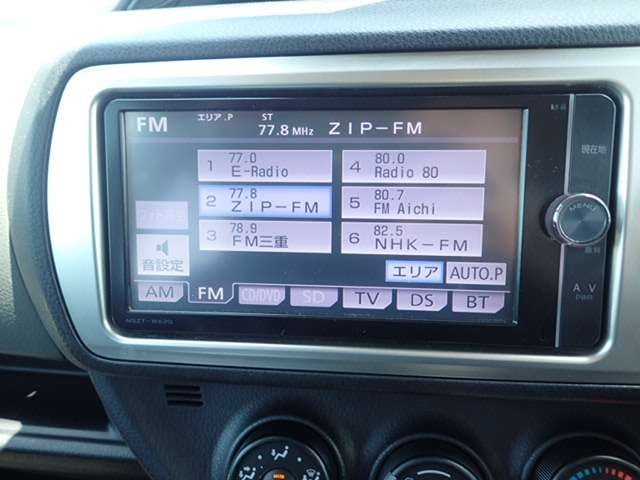 FM エリア.P ST 77.8 MHz ZIP-FM
現在地
1 77.0 E-Radio
4 80.0 Radio 80
2 77.8 ZIP-FM
5 80.7 FM Aichi
MENU
3 78.9 FM三重
6 82.5 NHK-FM
音設定
エリア AUTO.P
AM FM CD/DVD SD TV DS BT
AV
PWR
NSZT-W62G